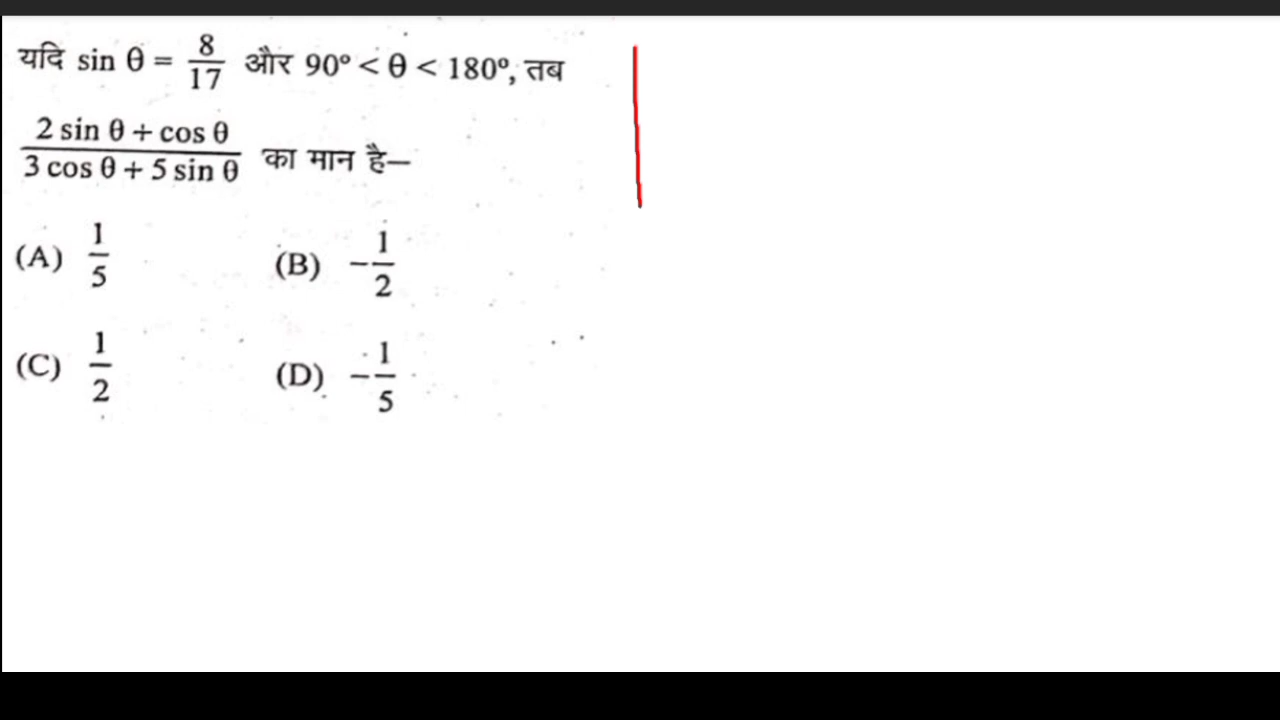 यदि sin θ = 8/17 और 90° < θ < 180°, तब
2 sin θ + cos θ / 3 cos θ + 5 sin θ का मान है—
(A) 1/5 (B) -1/2
(C) 1/2 (D) -1/5